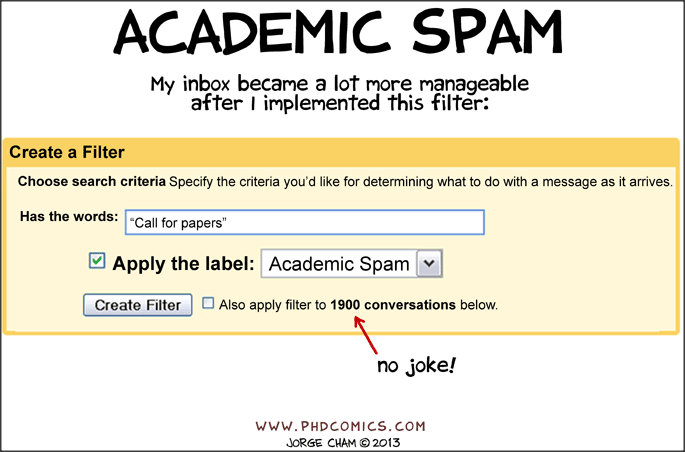 ACADEMIC SPAM
My inbox became a lot more manageable
after I implemented this filter:
Create a Filter
Choose search criteria Specify the criteria you'd like for determining what to do with a message as it arrives.
Has the words: “Call for papers”
Apply the label: Academic Spam
Create Filter Also apply filter to 1900 conversations below.
no joke!
WWW.PHDCOMICS.COM
JORGE CHAM © 2013